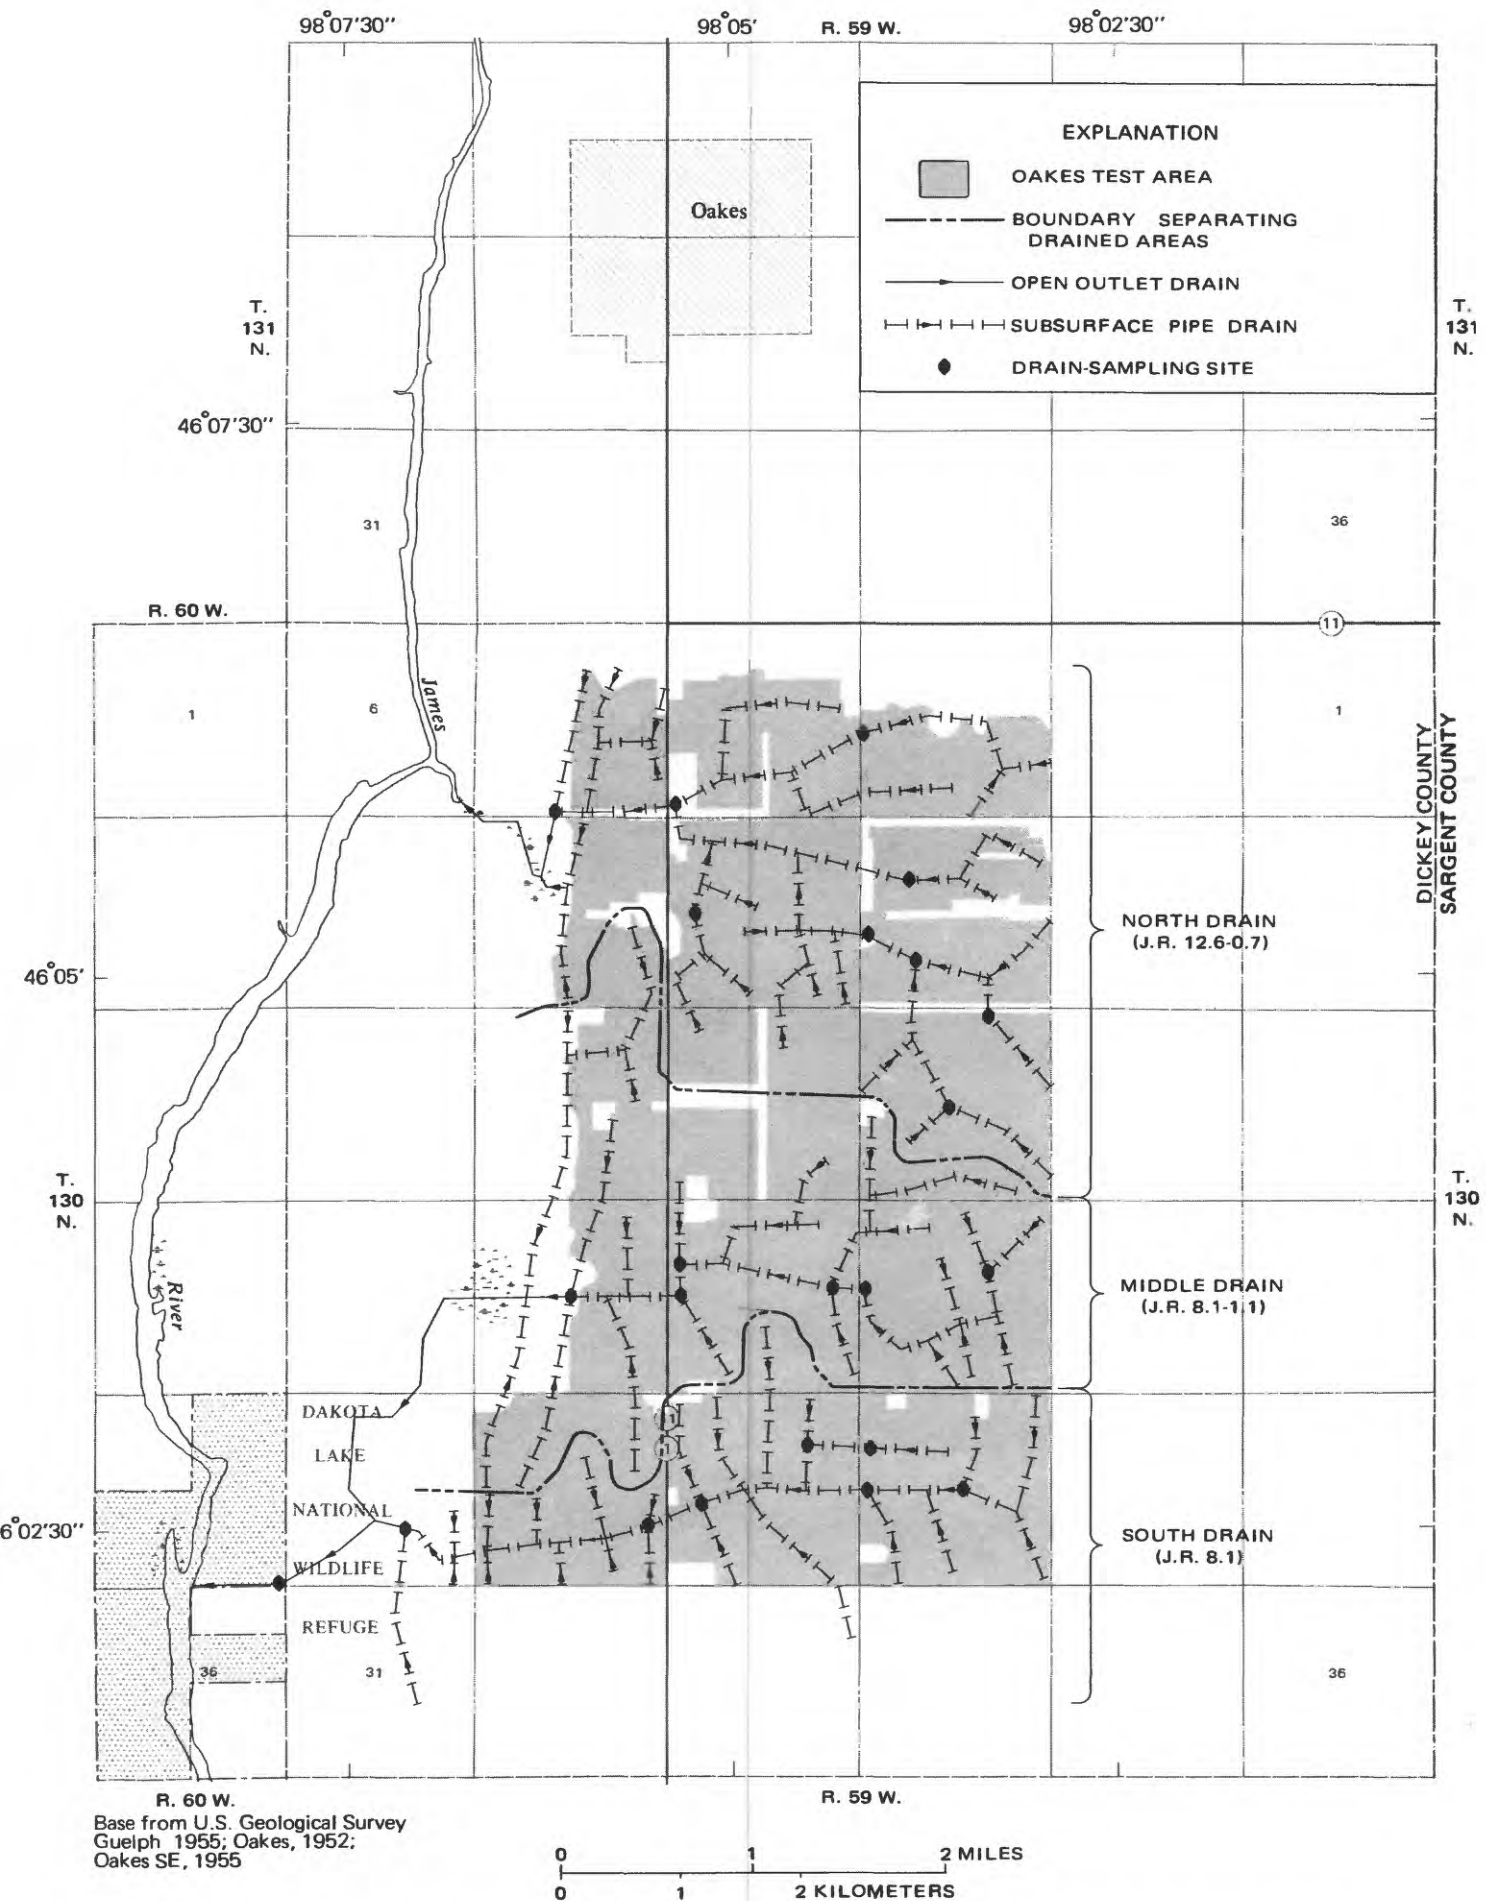 98°07'30''
98°05'
R. 59 W.
98°02'30''
EXPLANATION
OAKES TEST AREA
BOUNDARY SEPARATING
DRAINED AREAS
OPEN OUTLET DRAIN
SUBSURFACE PIPE DRAIN
DRAIN-SAMPLING SITE
Oakes
T.
131
N.
T.
131
N.
46°07'30''
31
36
R. 60 W.
11
1
6
James
1
DICKEY COUNTY
SARGENT COUNTY
NORTH DRAIN
(J.R. 12.6-0.7)
46°05'
T.
130
N.
T.
130
N.
River
MIDDLE DRAIN
(J.R. 8.1-1.1)
DAKOTA
LAKE
NATIONAL
WILDLIFE
REFUGE
1
1
6°02'30''
SOUTH DRAIN
(J.R. 8.1)
36
31
36
R. 60 W.
R. 59 W.
Base from U.S. Geological Survey
Guelph 1955; Oakes, 1952;
Oakes SE, 1955
0 1 2 MILES
0 1 2 KILOMETERS